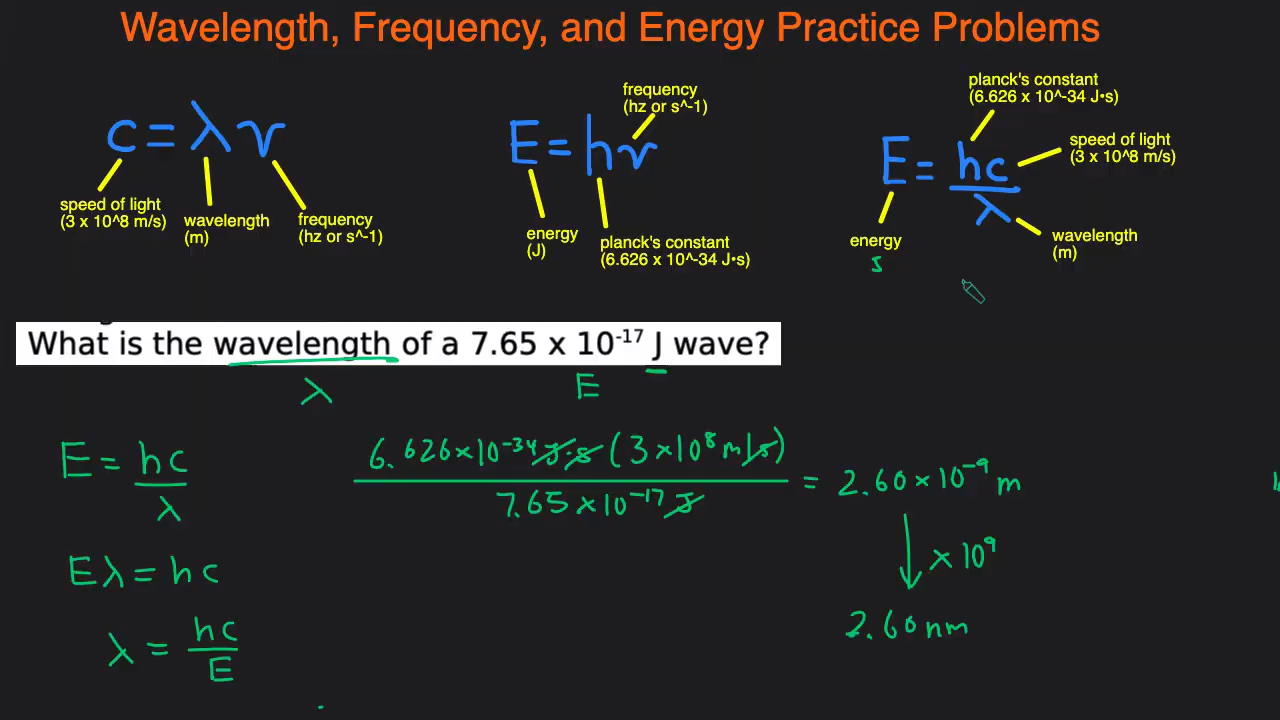 Wavelength, Frequency, and Energy Practice Problems
c = λν
speed of light
(3 x 10^8 m/s)
wavelength
(m)
frequency
(hz or s^-1)
E = hν
frequency
(hz or s^-1)
energy
(J)
planck's constant
(6.626 x 10^-34 J•s)
E = hc
λ
planck's constant
(6.626 x 10^-34 J•s)
speed of light
(3 x 10^8 m/s)
energy
wavelength
(m)
What is the wavelength of a 7.65 x 10⁻¹⁷ J wave?
λ
E
E = hc
λ
Eλ = hc
λ = hc
E
6.626×10⁻³⁴ J·s (3×10⁸ m/s)
7.65×10⁻¹⁷ J
= 2.60×10⁻⁹ m
×10⁹
2.60 nm